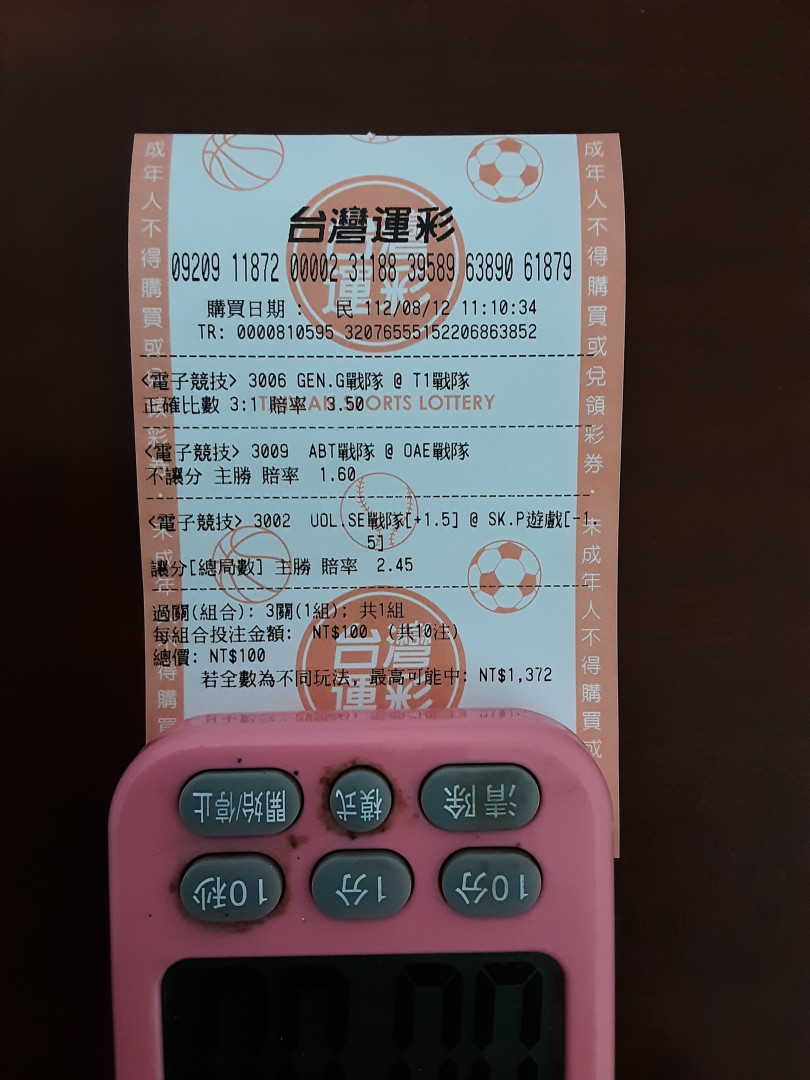 台灣運彩
09209 11872 00002 31188 39589 63890 61879
購買日期： 民 112/08/12 11:10:34
TR: 0000810595 32076555152206863852
<電子競技> 3006 GEN.G戰隊 @ T1戰隊
正確比數 3:1 賠率 3.50
SPORTS LOTTERY
<電子競技> 3009 ABT戰隊 @ OAE戰隊
不讓分 主勝 賠率 1.60
<電子競技> 3002 UOL.SE戰隊[+1.5] @ SK.P遊戲[-1.
5]
讓分[總局數] 主勝 賠率 2.45
過關(組合): 3關(1組); 共1組
每組合投注金額: NT$100 (共10注)
總價: NT$100
若全數為不同玩法, 最高可能中: NT$1,372
台灣
運彩
成年人不得購買或兌領彩券．未成年人不得購買或
開始/停止
模式
清除
10秒
1分
10分